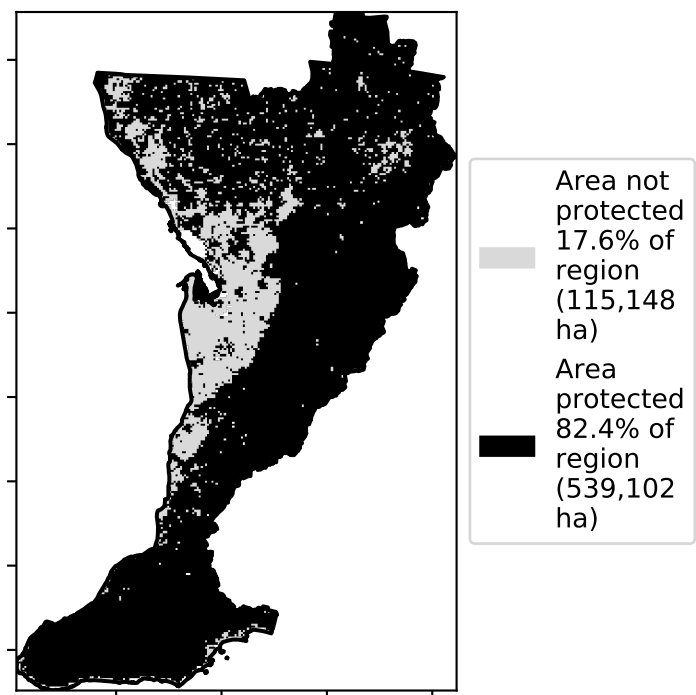 Area not
protected
17.6% of
region
(115,148
ha)
Area
protected
82.4% of
region
(539,102
ha)